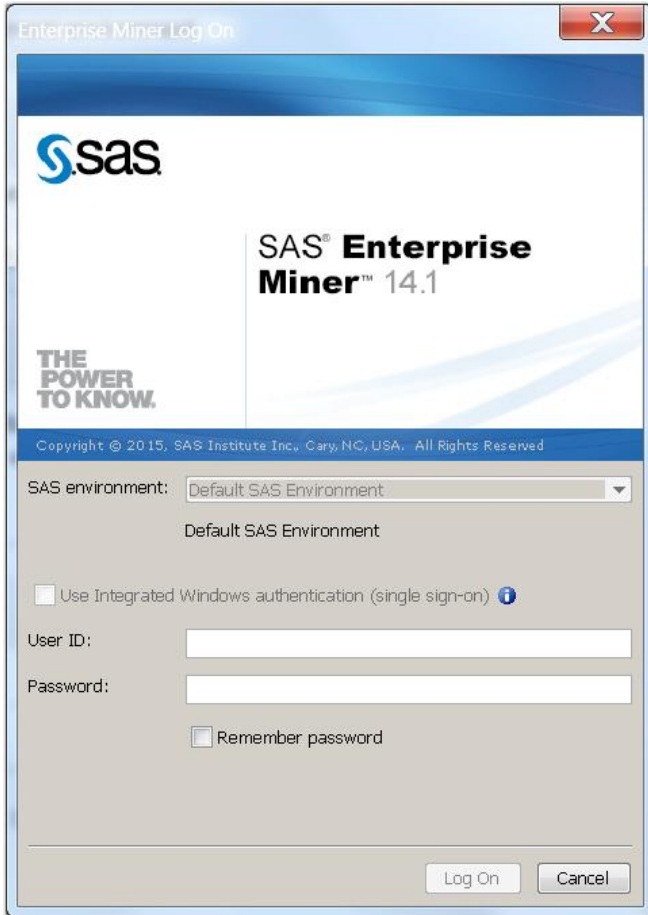 Enterprise Miner Log On
sas
SAS® Enterprise
Miner™ 14.1
THE
POWER
TO KNOW.
Copyright © 2015, SAS Institute Inc., Cary, NC, USA. All Rights Reserved
SAS environment: Default SAS Environment
Default SAS Environment
Use Integrated Windows authentication (single sign-on)
User ID:
Password:
Remember password
Log On Cancel